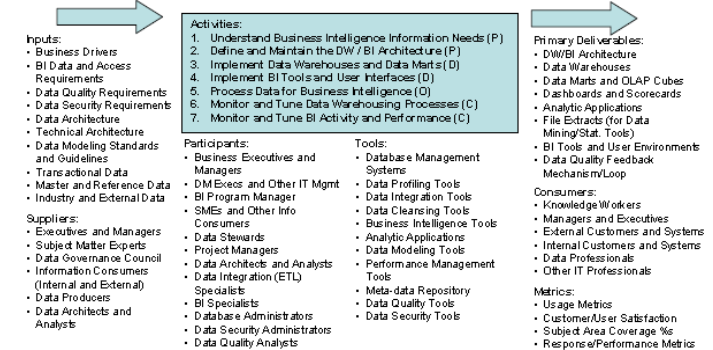 Inputs:
• Business Drivers
• BI Data and Access
Requirements
• Data Quality Requirements
• Data Security Requirements
• Data Architecture
• Technical Architecture
• Data Modeling Standards
and Guidelines
• Transactional Data
• Master and Reference Data
• Industry and External Data
Suppliers:
• Executives and Managers
• Subject Matter Experts
• Data Governance Council
• Information Consumers
(Internal and External)
• Data Producers
• Data Architects and
Analysts
Activities:
1. Understand Business Intelligence Information Needs (P)
2. Define and Maintain the DW / BI Architecture (P)
3. Implement Data Warehouses and Data Marts (D)
4. Implement BI Tools and User Interfaces (D)
5. Process Data for Business Intelligence (O)
6. Monitor and Tune Data Warehousing Processes (C)
7. Monitor and Tune BI Activity and Performance (C)
Participants:
• Business Executives and
Managers
• DM Execs and Other IT Mgmt
• BI Program Manager
• SMEs and Other Info
Consumers
• Data Stewards
• Project Managers
• Data Architects and Analysts
• Data Integration (ETL)
Specialists
• BI Specialists
• Database Administrators
• Data Security Administrators
• Data Quality Analysts
Tools:
• Database Management
Systems
• Data Profiling Tools
• Data Integration Tools
• Data Cleansing Tools
• Business Intelligence Tools
• Analytic Applications
• Data Modeling Tools
• Performance Management
Tools
• Meta-data Repository
• Data Quality Tools
• Data Security Tools
Primary Deliverables:
• DW/BI Architecture
• Data Warehouses
• Data Marts and OLAP Cubes
• Dashboards and Scorecards
• Analytic Applications
• File Extracts (for Data
Mining/Stat. Tools)
• BI Tools and User Environments
• Data Quality Feedback
Mechanism/Loop
Consumers:
• Knowledge Workers
• Managers and Executives
• External Customers and Systems
• Internal Customers and Systems
• Data Professionals
• Other IT Professionals
Metrics:
• Usage Metrics
• Customer/User Satisfaction
• Subject Area Coverage %s
• Response/Performance Metrics